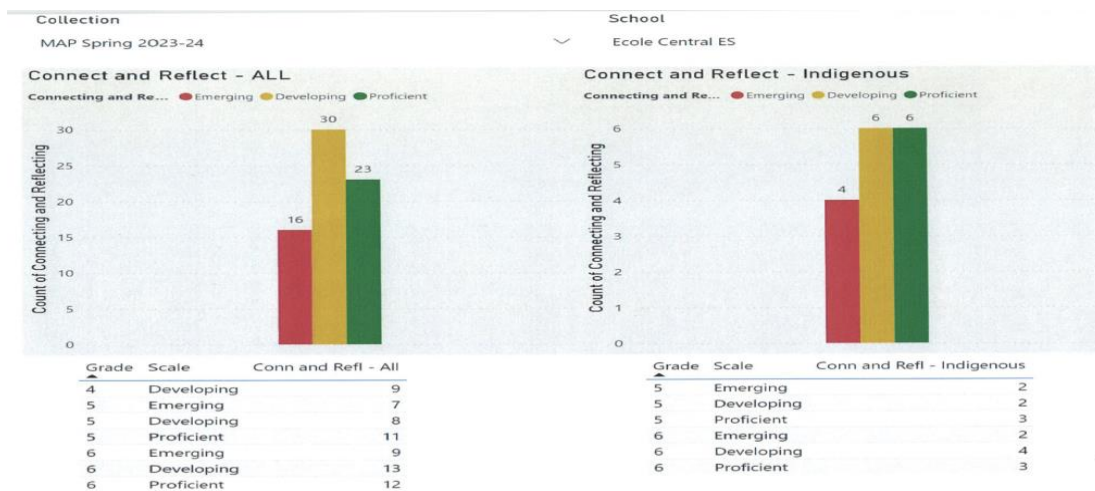 Collection
MAP Spring 2023-24
School
Ecole Central ES
Connect and Reflect - ALL
Connecting and Re... Emerging Developing Proficient
Count of Connecting and Reflecting
30
25
20
15
10
5
0
16
30
23
Grade Scale Conn and Refl - All
4 Developing 9
5 Emerging 7
5 Developing 8
5 Proficient 11
6 Emerging 9
6 Developing 13
6 Proficient 12
Connect and Reflect - Indigenous
Connecting and Re... Emerging Developing Proficient
Count of Connecting and Reflecting
6
5
4
3
2
1
0
4
6
6
Grade Scale Conn and Refl - Indigenous
5 Emerging 2
5 Developing 2
5 Proficient 3
6 Emerging 2
6 Developing 4
6 Proficient 3